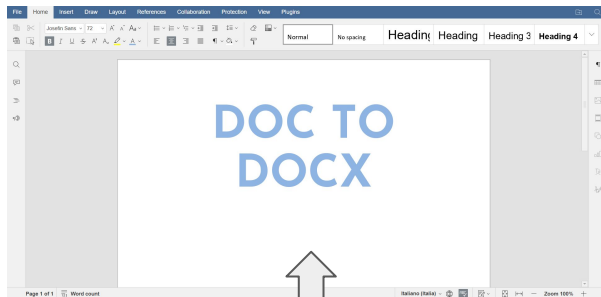 File Home Insert Draw Layout References Collaboration Protection View Plugins
Josefin Sans 72 Aa
Normal No spacing Heading Heading Heading 3 Heading 4
B I U S
DOC TO
DOCX
Page 1 of 1 Word count Italiano (Italia) Zoom 100%